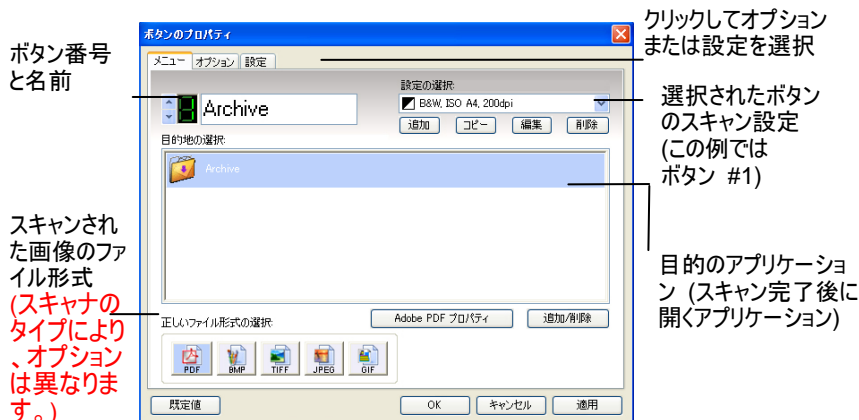 ボタン番号
と名前
スキャンされ
た画像のファ
イル形式
(スキャナの
タイプにより
、オプション
は異なりま
す。)
ボタンのプロパティ
メニュー オプション 設定
設定の選択:
Archive
B&W, ISO A4, 200dpi
追加 コピー 編集 削除
目的地の選択:
Archive
正しいファイル形式の選択:
Adobe PDF プロパティ 追加/削除
PDF BMP TIFF JPEG GIF
既定値 OK キャンセル 適用
クリックしてオプション
または設定を選択
選択されたボタン
のスキャン設定
(この例では
ボタン #1)
目的のアプリケーショ
ン (スキャン完了後に
開くアプリケーション)